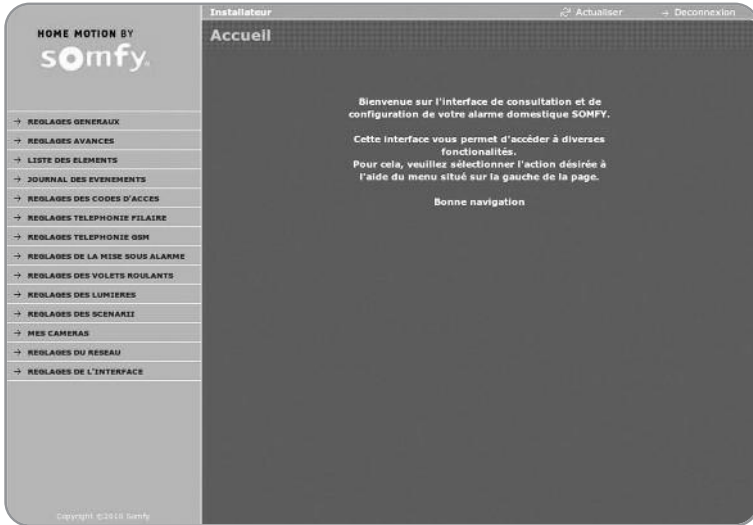 HOME MOTION BY
somfy.
Installateur
Actualiser
→ Deconnexion
Accueil
→ REGLAGES GENERAUX
→ REGLAGES AVANCES
→ LISTE DES ELEMENTS
→ JOURNAL DES EVENEMENTS
→ REGLAGES DES CODES D'ACCES
→ REGLAGES TELEPHONIE FILAIRE
→ REGLAGES TELEPHONIE GSM
→ REGLAGES DE LA MISE SOUS ALARME
→ REGLAGES DES VOLETS ROULANTS
→ REGLAGES DES LUMIERES
→ REGLAGES DES SCENARII
→ MES CAMERAS
→ REGLAGES DU RESEAU
→ REGLAGES DE L'INTERFACE
Bienvenue sur l'interface de consultation et de
configuration de votre alarme domestique SOMFY.
Cette interface vous permet d'accéder à diverses
fonctionalités.
Pour cela, veuillez sélectionner l'action désirée à
l'aide du menu situé sur la gauche de la page.
Bonne navigation
Copyright ©2010 Somfy